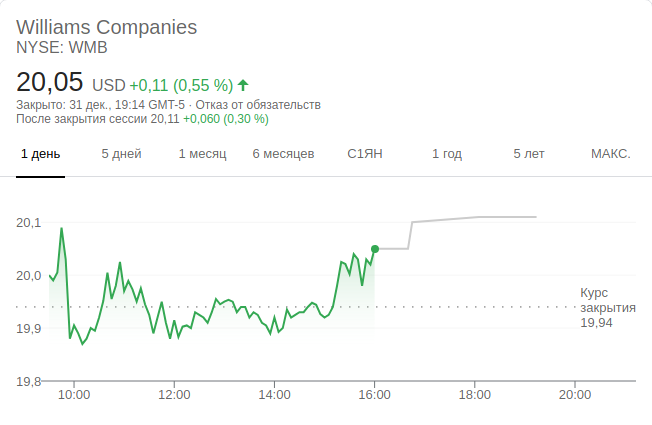 Williams Companies
NYSE: WMB
20,05 USD +0,11 (0,55 %)
Закрыто: 31 дек., 19:14 GMT-5 · Отказ от обязательств
После закрытия сессии 20,11 +0,060 (0,30 %)
1 день 5 дней 1 месяц 6 месяцев С1ЯН 1 год 5 лет МАКС.
20,1
20,0
Курс
закрытия
19,94
19,9
19,8
10:00 12:00 14:00 16:00 18:00 20:00